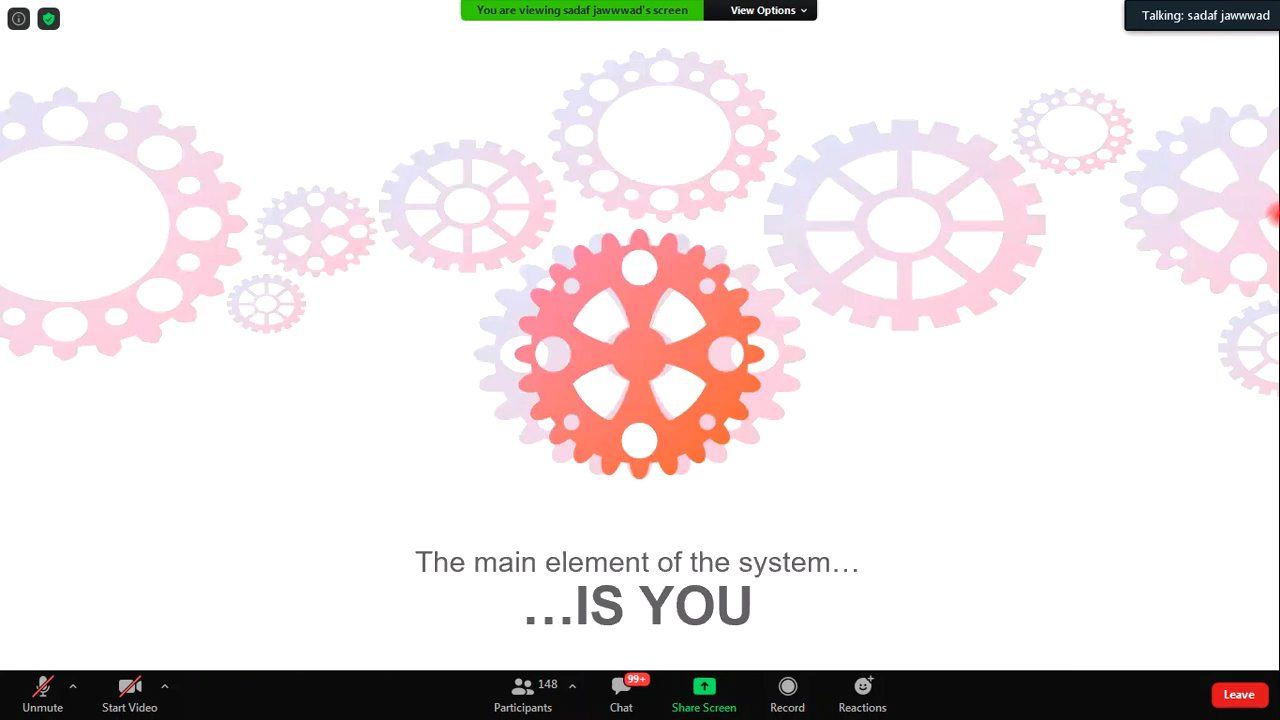 You are viewing sadaf jawwwad's screen
View Options
Talking: sadaf jawwwad
The main element of the system…
…IS YOU
Unmute
Start Video
148
Participants
99+
Chat
Share Screen
Record
Reactions
Leave